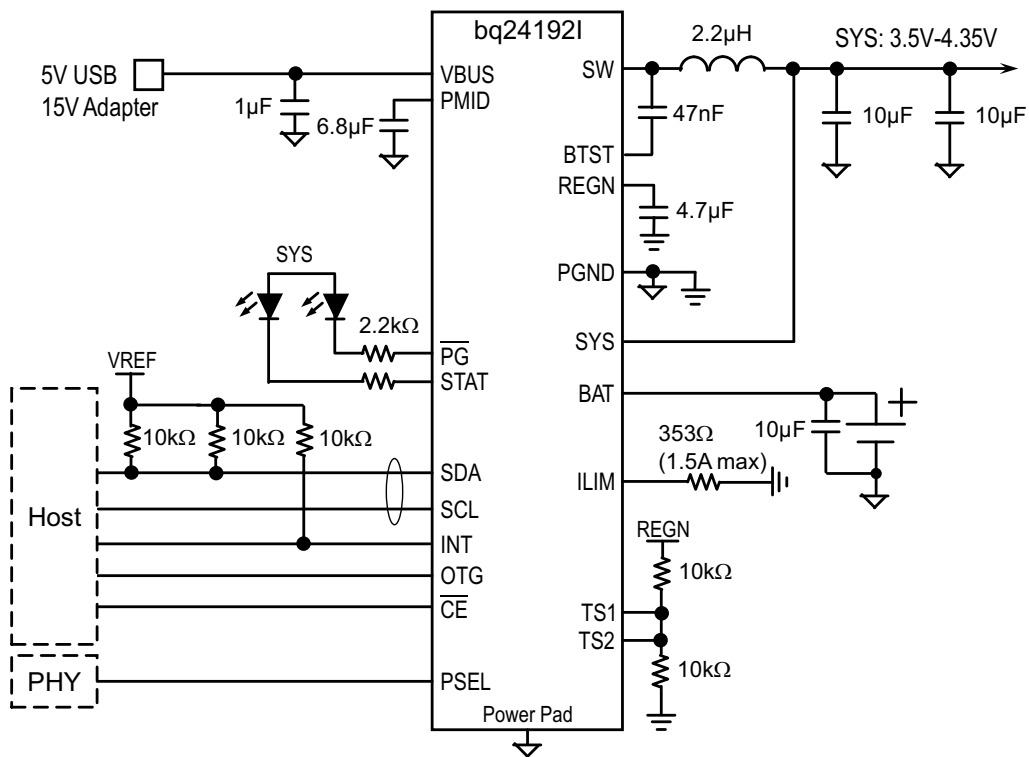 bq24192I
2.2µH
SYS: 3.5V-4.35V
5V USB
15V Adapter
VBUS
PMID
SW
1µF
6.8µF
47nF
10µF
10µF
BTST
REGN
4.7µF
PGND
SYS
2.2kΩ
PG
STAT
SYS
BAT
VREF
10kΩ
10kΩ
10kΩ
10µF
353Ω
(1.5A max)
ILIM
SDA
SCL
INT
OTG
CE
Host
REGN
10kΩ
TS1
TS2
10kΩ
PHY
PSEL
Power Pad